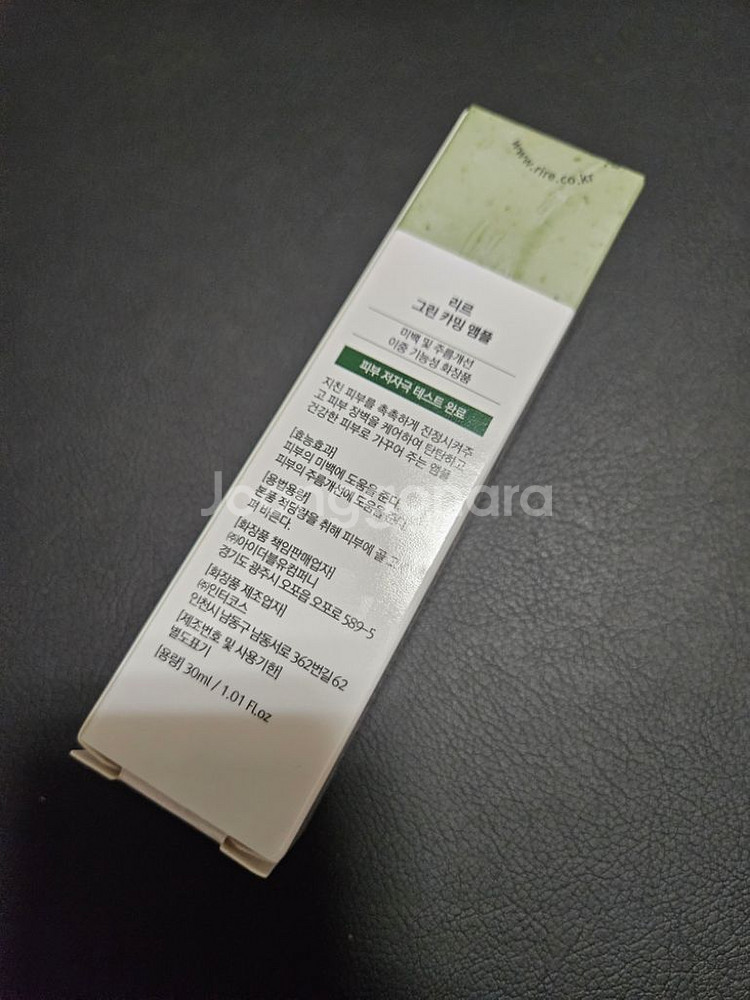 www.rire.co.kr
리르
그린 카밍 앰플
미백 및 주름개선
이중 기능성 화장품
피부 저자극 테스트 완료
지친 피부를 촉촉하게 진정시켜주
고 피부 장벽을 케어하여 탄탄하고
건강한 피부로 가꾸어 주는 앰플
[효능효과]
피부의 미백에 도움을 준다.
피부의 주름개선에 도움을 준다.
[용법용량]
본품 적당량을 취해 피부에 골고
퍼 바른다.
[화장품 책임판매업자]
㈜아이더블유컴퍼니
경기도 광주시 오포읍 오포로 589-5
[화장품 제조업자]
㈜인터코스
인천시 남동구 남동서로 362번길 62
[제조번호 및 사용기한]
별도표기
[용량] 30ml / 1.01 Fl.oz
Joonggonara